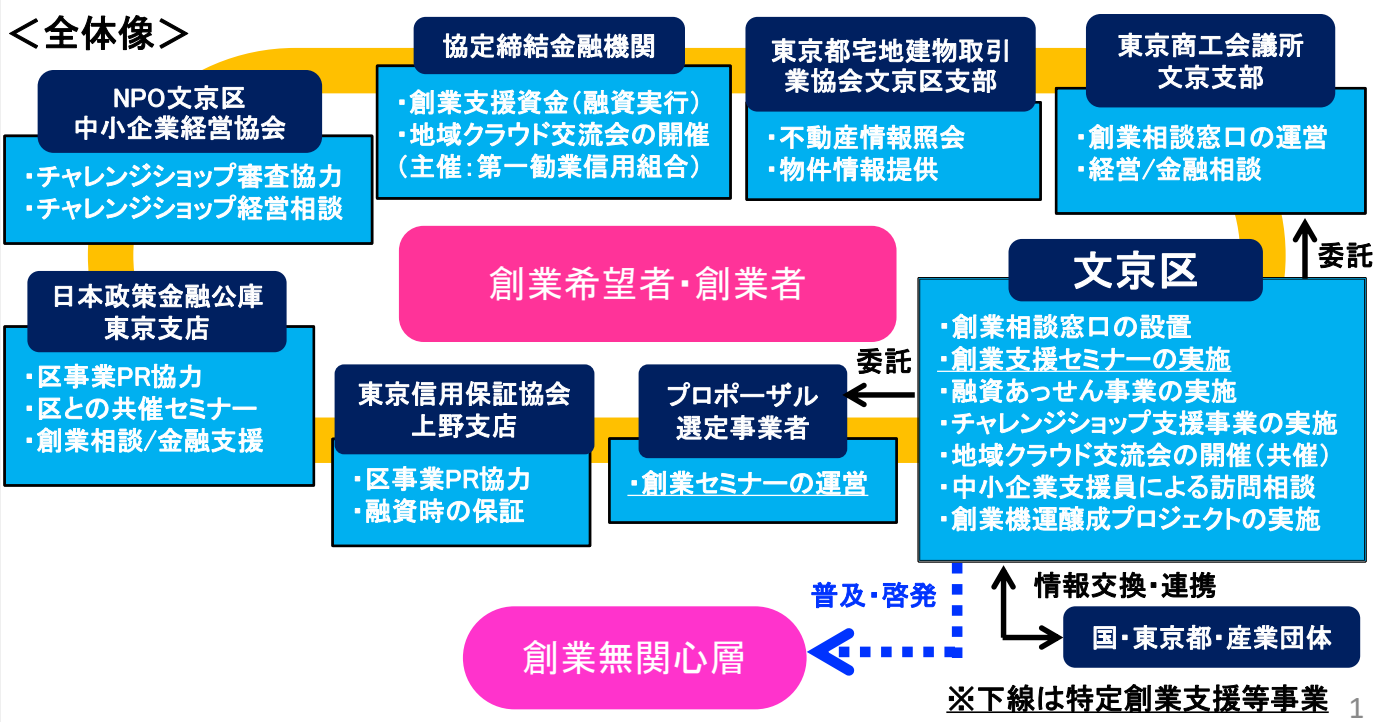 ＜全体像＞
NPO文京区
中小企業経営協会
・チャレンジショップ審査協力
・チャレンジショップ経営相談
協定締結金融機関
・創業支援資金（融資実行）
・地域クラウド交流会の開催
（主催：第一勧業信用組合）
東京都宅地建物取引
業協会文京区支部
・不動産情報照会
・物件情報提供
東京商工会議所
文京支部
・創業相談窓口の運営
・経営/金融相談
創業希望者・創業者
委託
文京区
・創業相談窓口の設置
・創業支援セミナーの実施
・融資あっせん事業の実施
・チャレンジショップ支援事業の実施
・地域クラウド交流会の開催（共催）
・中小企業支援員による訪問相談
・創業機運醸成プロジェクトの実施
日本政策金融公庫
東京支店
・区事業PR協力
・区との共催セミナー
・創業相談/金融支援
東京信用保証協会
上野支店
・区事業PR協力
・融資時の保証
委託
プロポーザル
選定事業者
・創業セミナーの運営
普及・啓発
創業無関心層
情報交換・連携
国・東京都・産業団体
※下線は特定創業支援等事業
1